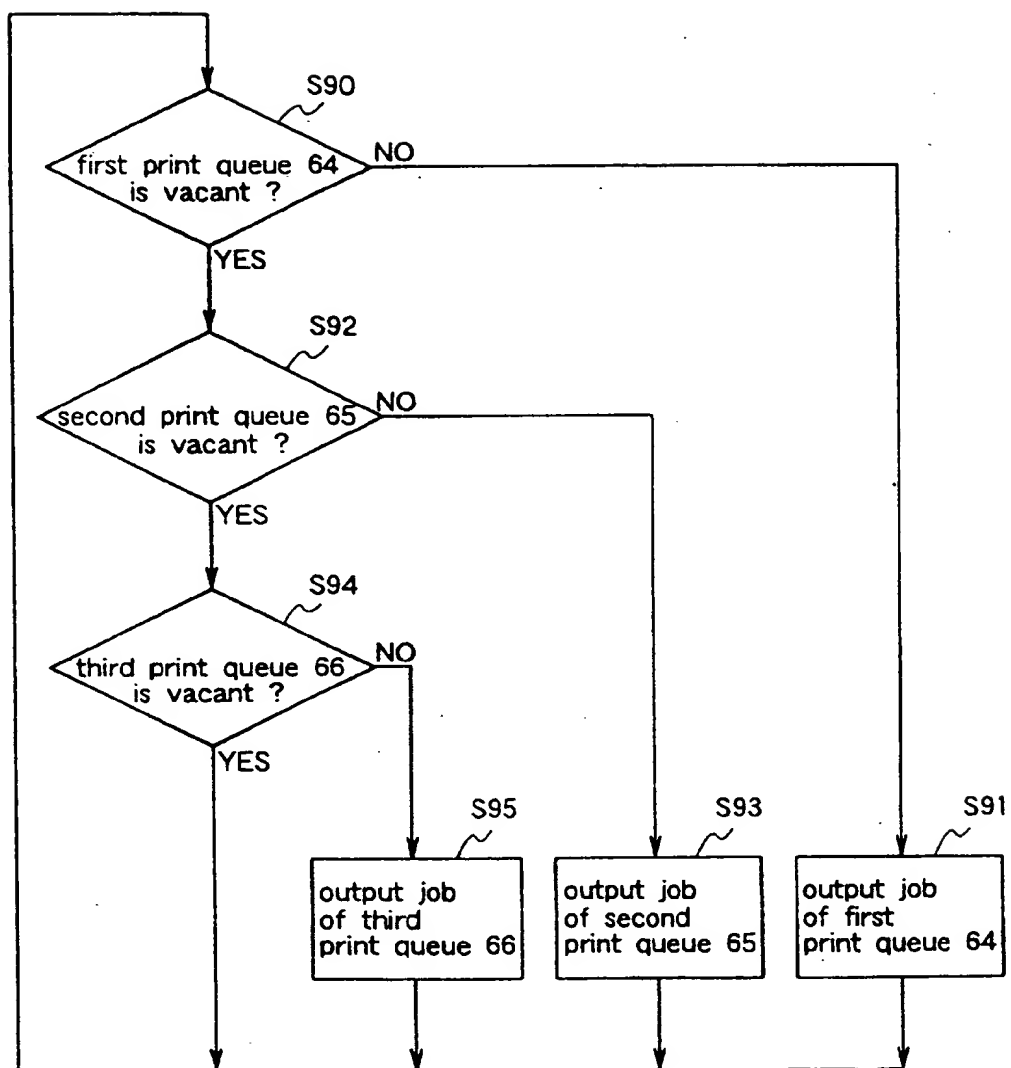 S90
first print queue 64
is vacant ?
NO
YES
S92
second print queue 65
is vacant ?
NO
YES
S94
third print queue 66
is vacant ?
NO
YES
S95
output job
of third
print queue 66
S93
output job
of second
print queue 65
S91
output job
of first
print queue 64